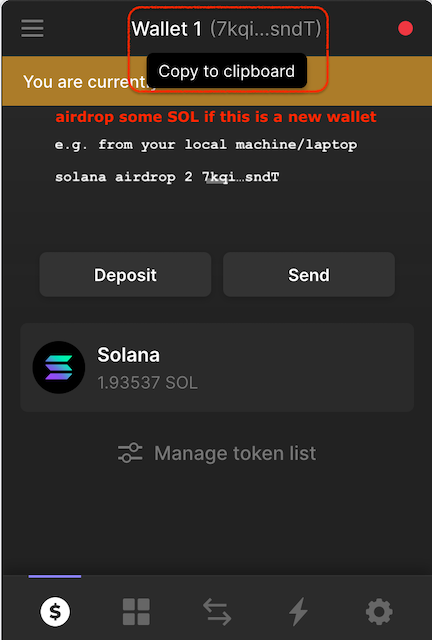 Wallet 1 (7kqi...sndT)
Copy to clipboard
You are currently
airdrop some SOL if this is a new wallet
e.g. from your local machine/laptop
solana airdrop 2 7kqi…sndT
Deposit
Send
Solana
1.93537 SOL
Manage token list